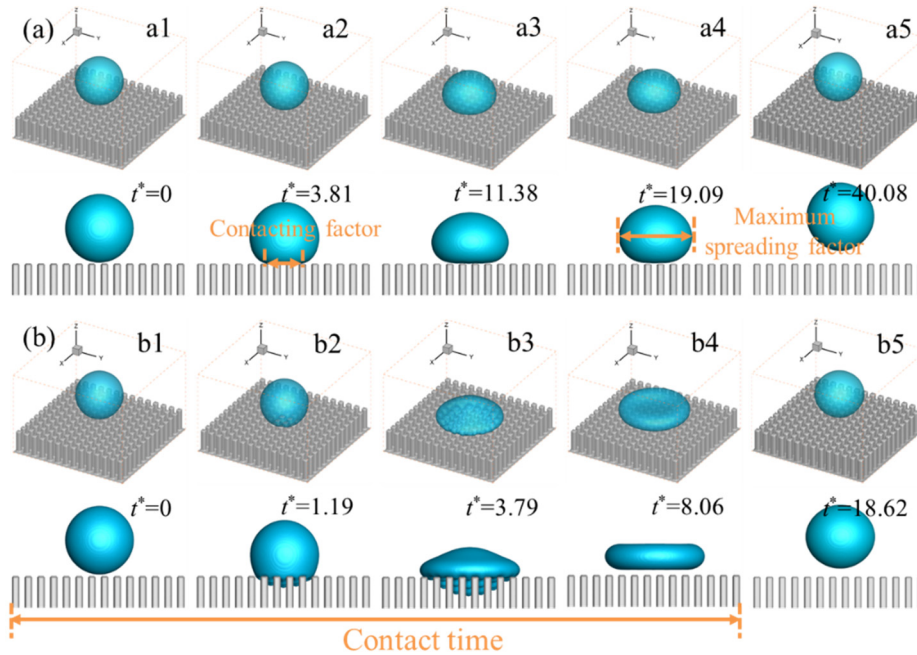 (a) a1 a2 a3 a4 a5
Z X Y Z X Y Z X Y Z X Y Z X Y
t*=0 t*=3.81 t*=11.38 t*=19.09 t*=40.08
Contacting factor
Maximum
spreading factor
(b) b1 b2 b3 b4 b5
Z X Y Z X Y Z X Y Z X Y Z X Y
t*=0 t*=1.19 t*=3.79 t*=8.06 t*=18.62
Contact time